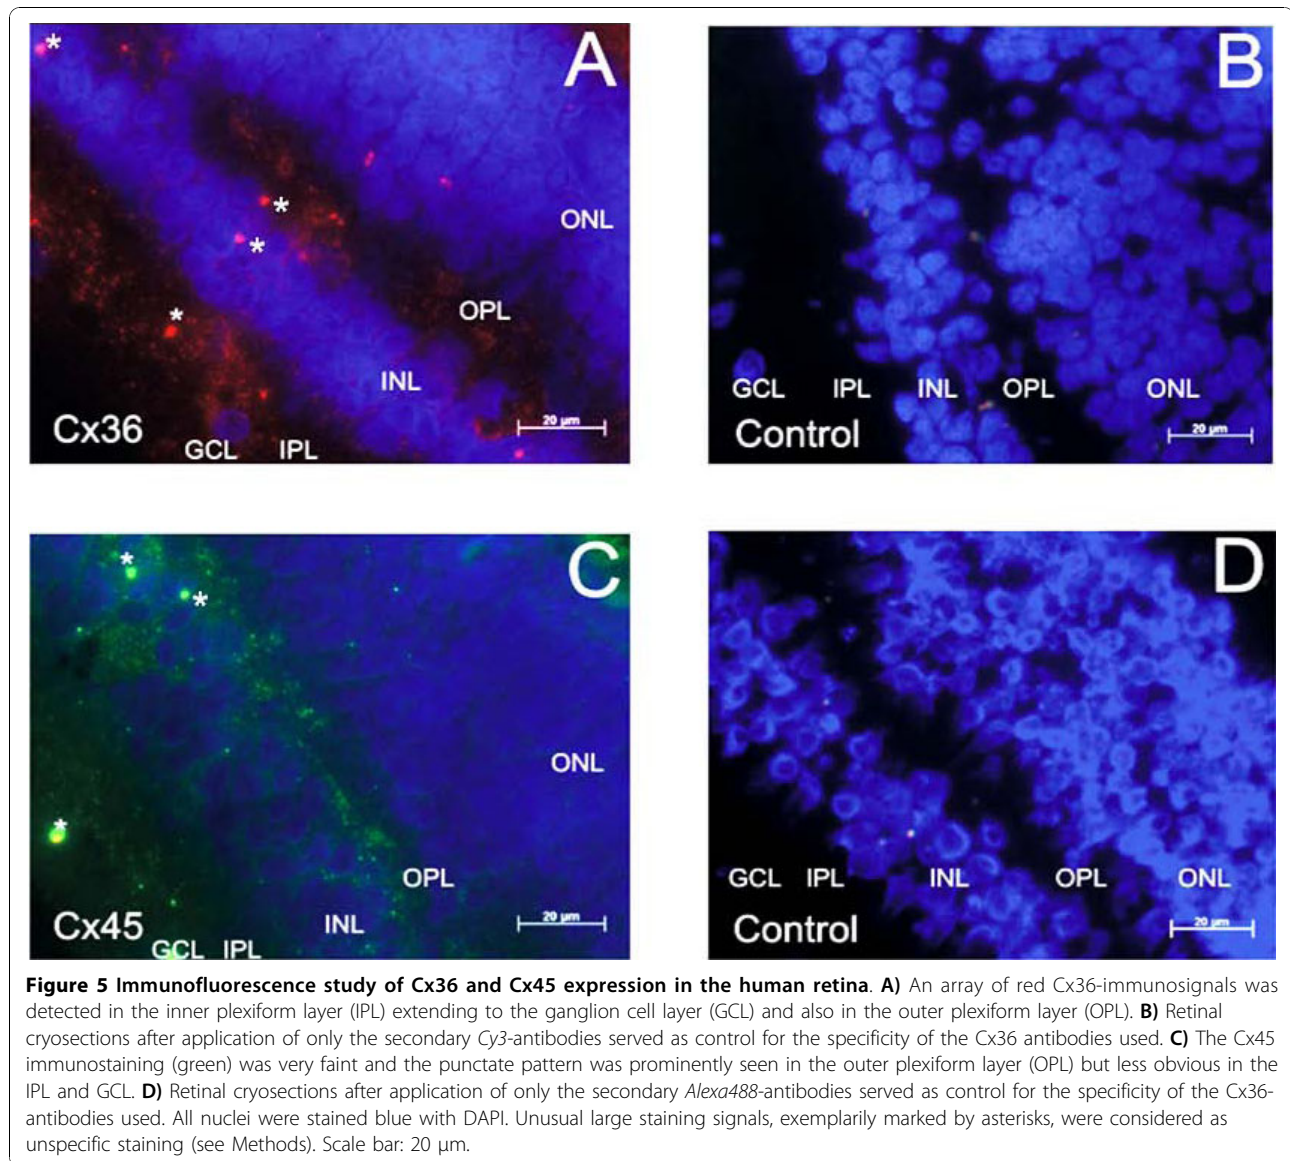 A
*
*
*
*
ONL
OPL
INL
Cx36
20 µm
GCL IPL
B
GCL IPL INL OPL ONL
Control
20 µm
C
*
*
*
ONL
OPL
INL
Cx45
20 µm
GCL IPL
D
GCL IPL INL OPL ONL
Control
20 µm
Figure 5 Immunofluorescence study of Cx36 and Cx45 expression in the human retina. A) An array of red Cx36-immunosignals was
detected in the inner plexiform layer (IPL) extending to the ganglion cell layer (GCL) and also in the outer plexiform layer (OPL). B) Retinal
cryosections after application of only the secondary Cy3-antibodies served as control for the specificity of the Cx36 antibodies used. C) The Cx45
immunostaining (green) was very faint and the punctate pattern was prominently seen in the outer plexiform layer (OPL) but less obvious in the
IPL and GCL. D) Retinal cryosections after application of only the secondary Alexa488-antibodies served as control for the specificity of the Cx36-
antibodies used. All nuclei were stained blue with DAPI. Unusual large staining signals, exemplarily marked by asterisks, were considered as
unspecific staining (see Methods). Scale bar: 20 µm.